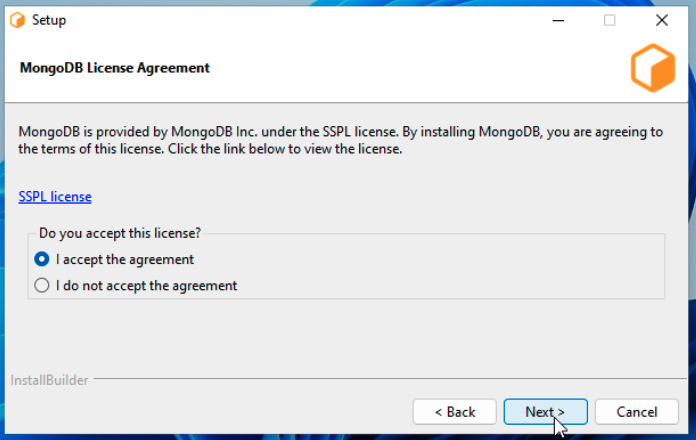 Setup
MongoDB License Agreement
MongoDB is provided by MongoDB Inc. under the SSPL license. By installing MongoDB, you are agreeing to
the terms of this license. Click the link below to view the license.
SSPL license
Do you accept this license?
I accept the agreement
I do not accept the agreement
InstallBuilder
< Back Next > Cancel